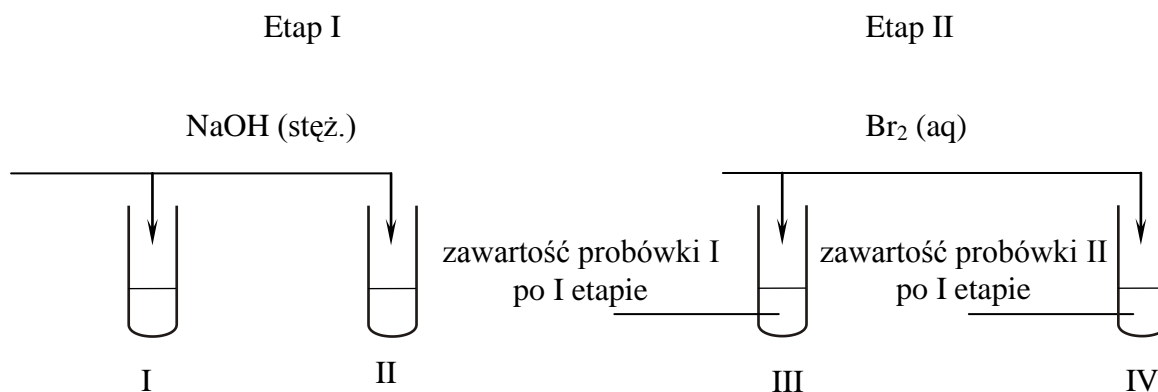 Etap I
Etap II
NaOH (stęż.)
Br₂ (aq)
zawartość probówki I
po I etapie
zawartość probówki II
po I etapie
I
II
III
IV